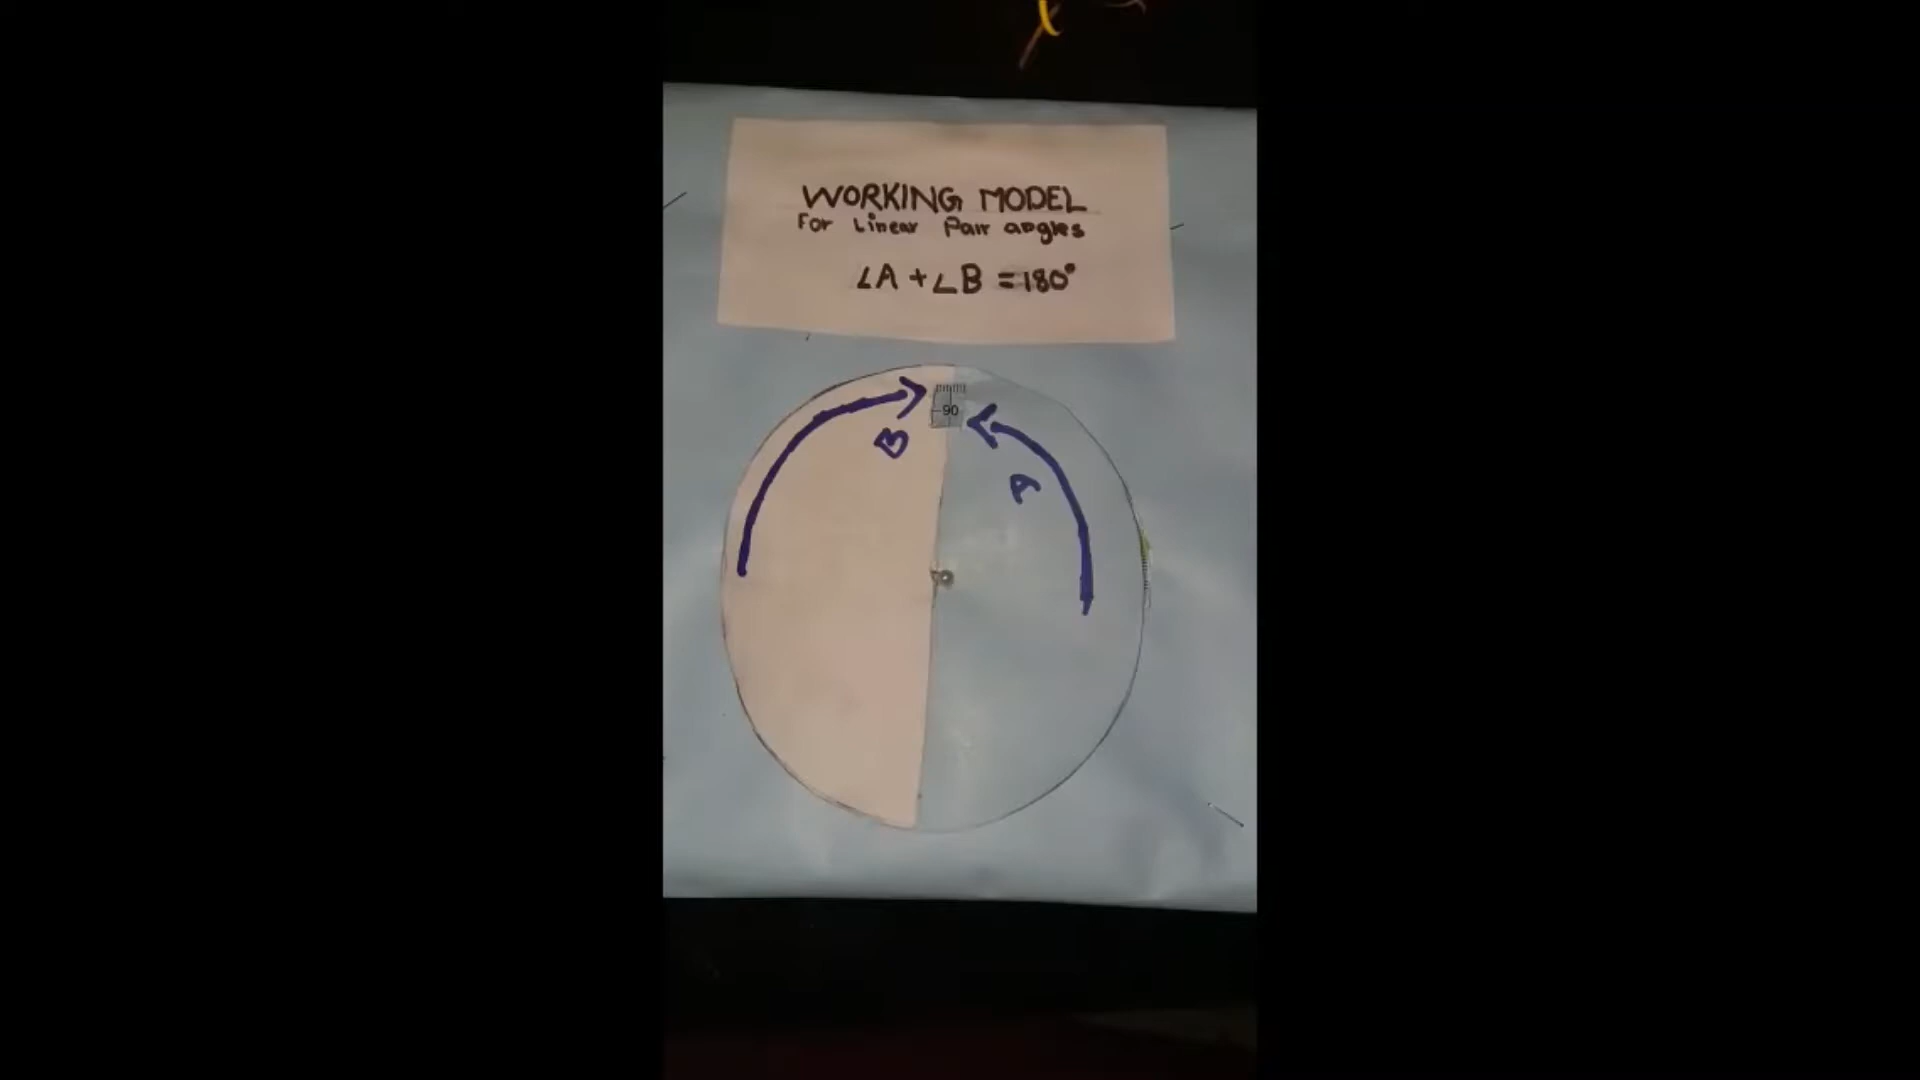 WORKING MODEL
For Linear Pair angles
∠A + ∠B = 180°
90
B
A